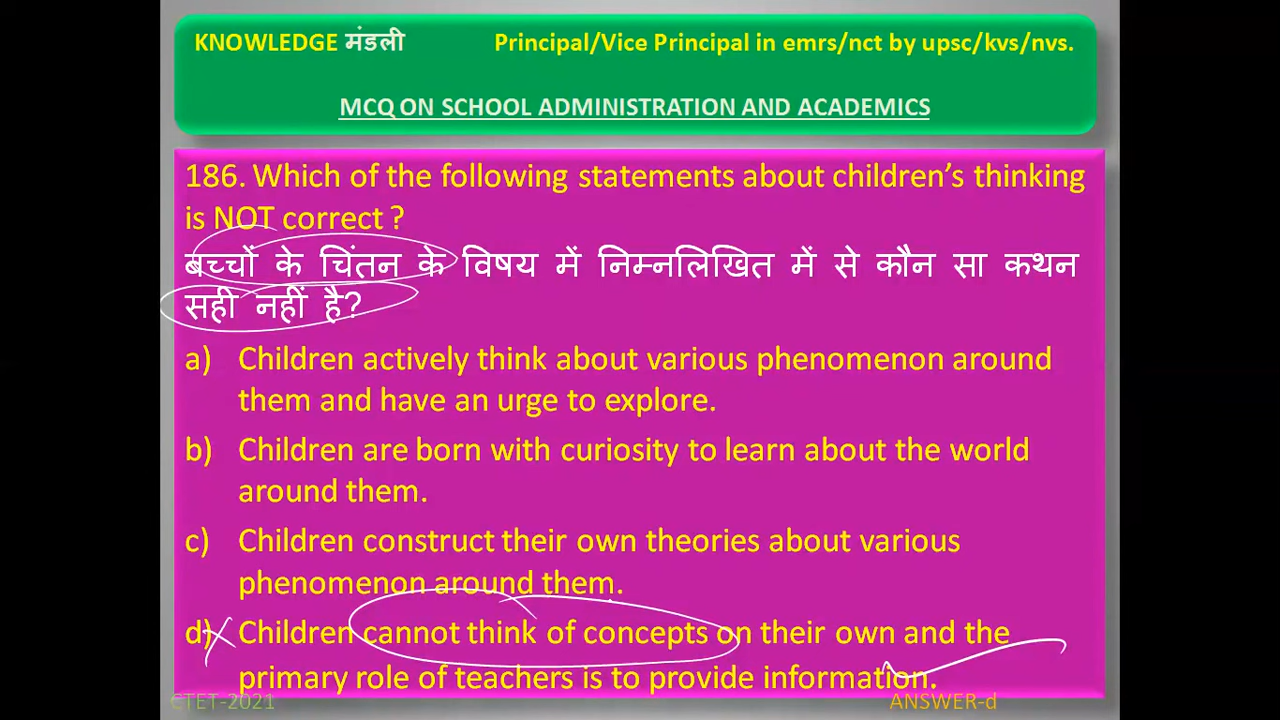 KNOWLEDGE मंडली Principal/Vice Principal in emrs/nct by upsc/kvs/nvs.
MCQ ON SCHOOL ADMINISTRATION AND ACADEMICS
186. Which of the following statements about children's thinking
is NOT correct ?
बच्चों के चिंतन के विषय में निम्नलिखित में से कौन सा कथन
सही नहीं है?
a) Children actively think about various phenomenon around
them and have an urge to explore.
b) Children are born with curiosity to learn about the world
around them.
c) Children construct their own theories about various
phenomenon around them.
d) Children cannot think of concepts on their own and the
primary role of teachers is to provide information.
CTET-2021 ANSWER-d